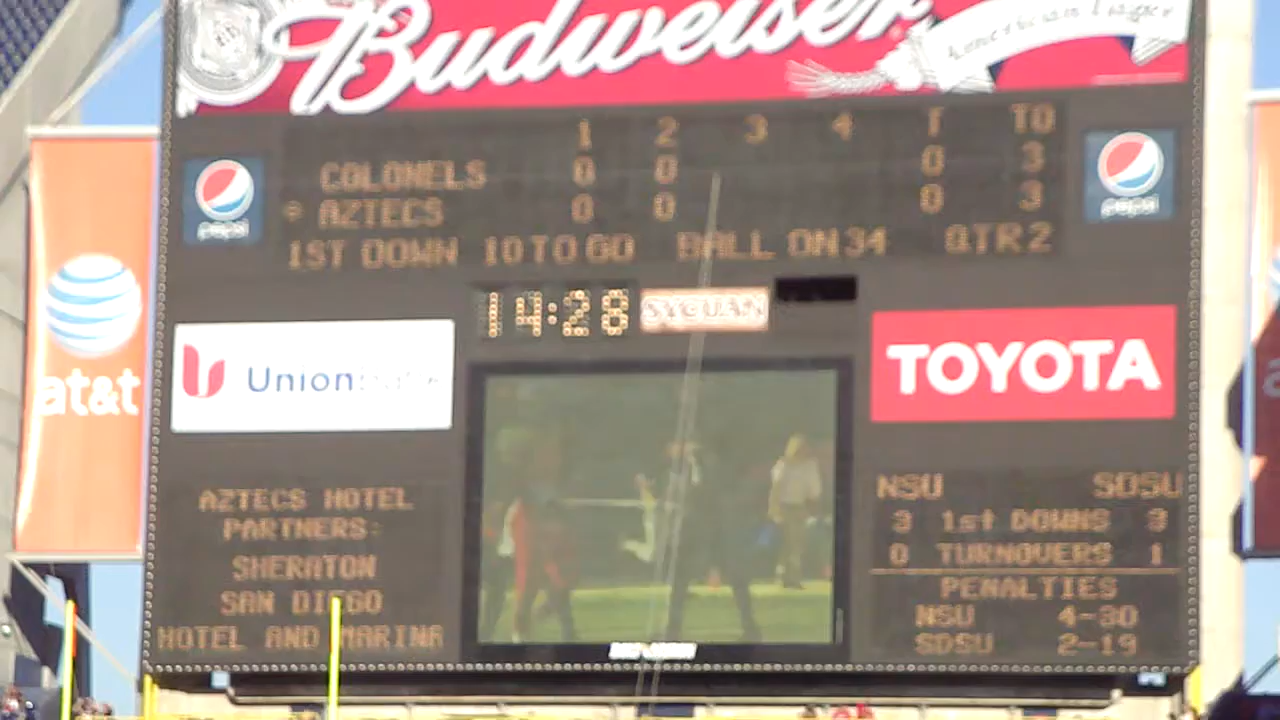 Budweiser
American Lager
1 2 3 4 T TO
COLONELS 0 0 0 3
AZTECS 0 0 0 3
1ST DOWN 10 TO GO BALL ON 34 QTR 2
pepsi
pepsi
14:28 SYCUAN
at&t
Union
TOYOTA
AZTECS HOTEL
PARTNERS:
SHERATON
SAN DIEGO
HOTEL AND MARINA
NSU SDSU
3 1st DOWNS 3
0 TURNOVERS 1
PENALTIES
NSU 4-30
SDSU 2-19